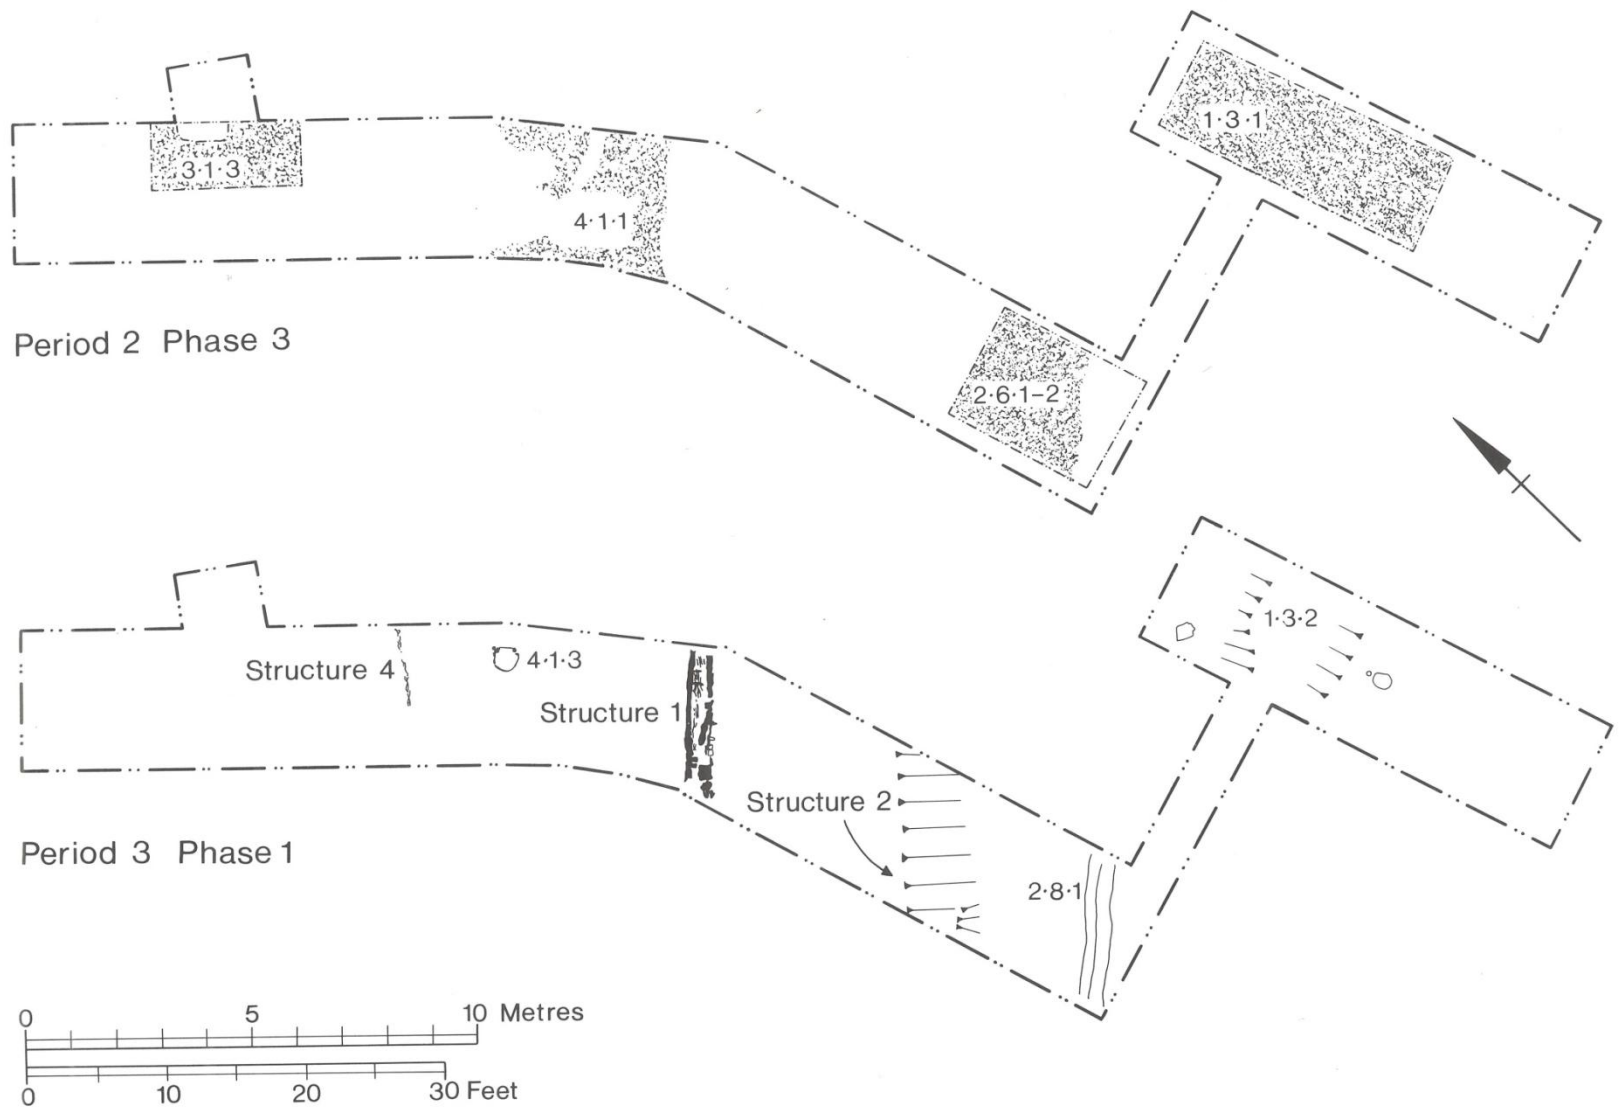 1·3·1
3·1·3
4·1·1
Period 2 Phase 3
2·6·1-2
1·3·2
Structure 4
4·1·3
Structure 1
Structure 2
Period 3 Phase 1
2·8·1
0 5 10 Metres
0 10 20 30 Feet